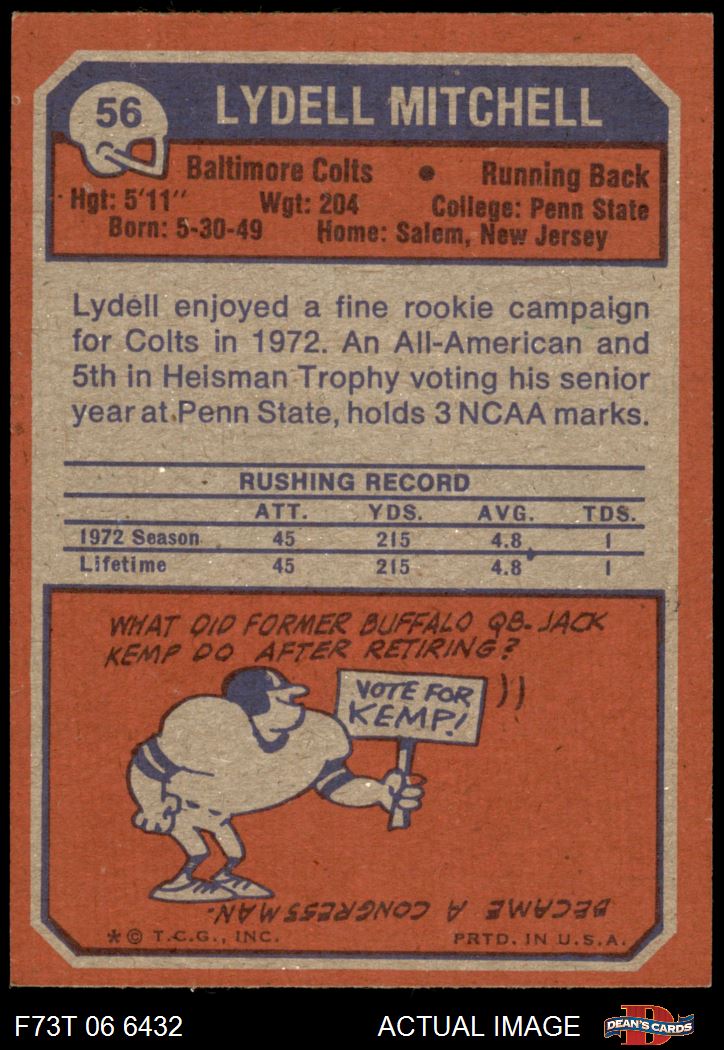 56
LYDELL MITCHELL
Baltimore Colts • Running Back
Hgt: 5'11" Wgt: 204 College: Penn State
Born: 5-30-49 Home: Salem, New Jersey
Lydell enjoyed a fine rookie campaign
for Colts in 1972. An All-American and
5th in Heisman Trophy voting his senior
year at Penn State, holds 3 NCAA marks.
RUSHING RECORD
ATT. YDS. AVG. TDS.
1972 Season 45 215 4.8 1
Lifetime 45 215 4.8 1
WHAT DID FORMER BUFFALO QB-JACK
KEMP DO AFTER RETIRING?
VOTE FOR
KEMP!
BECAME A CONGRESSMAN.
* © T.C.G., INC. PRTD. IN U.S.A.
F73T 06 6432 ACTUAL IMAGE
D
DEAN'S CARDS